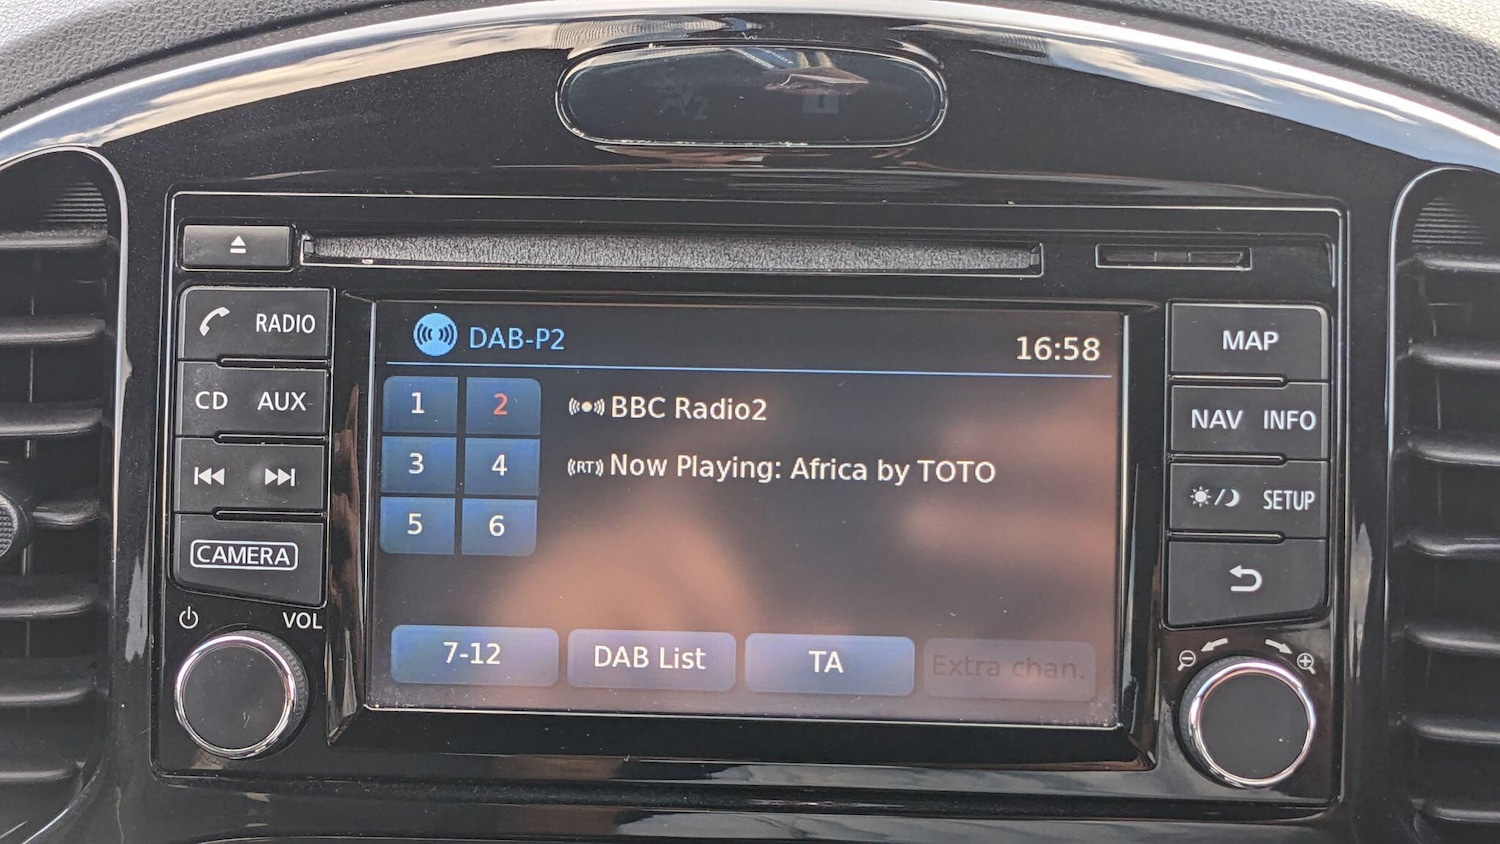 RADIO
CD AUX
CAMERA
VOL
DAB-P2
16:58
1 2
3 4
5 6
BBC Radio2
RT Now Playing: Africa by TOTO
7-12
DAB List
TA
Extra chan.
MAP
NAV INFO
SETUP